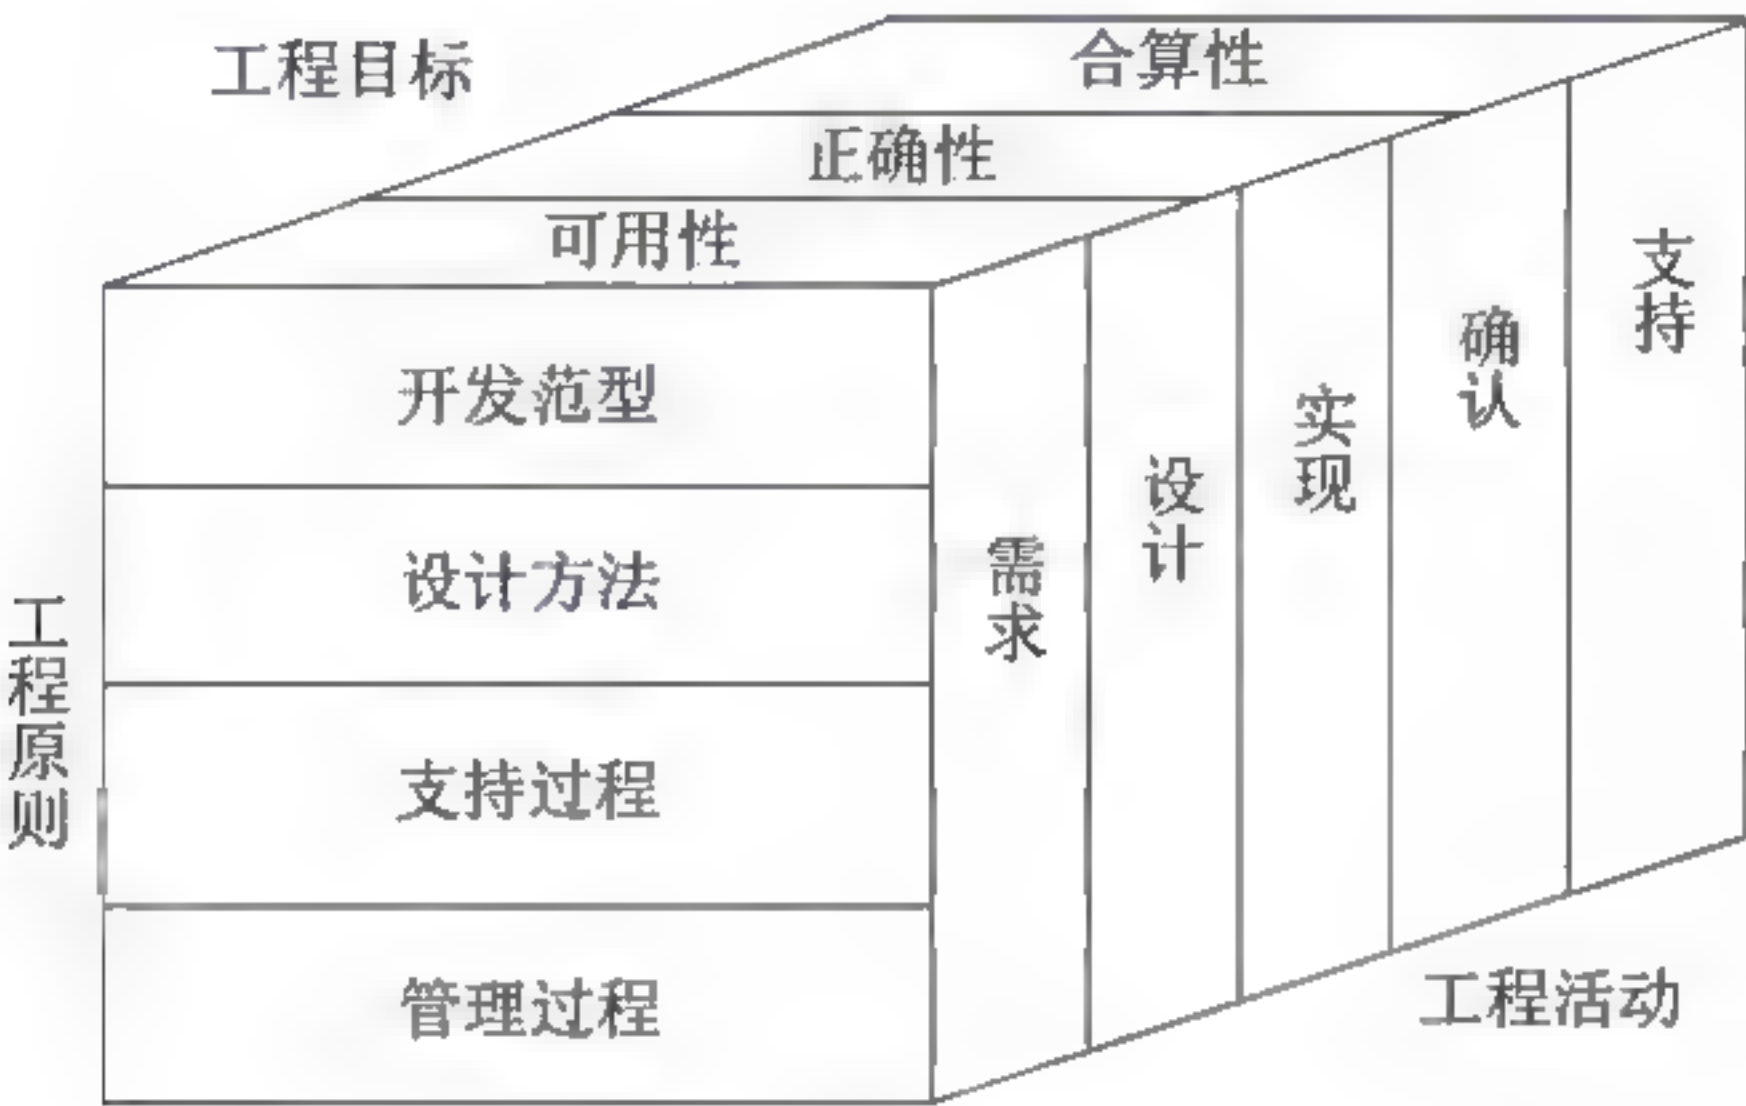 工程目标
合算性
正确性
可用性
开发范型
设计方法
支持过程
管理过程
工程原则
需求
设计
实现
确认
支持
工程活动